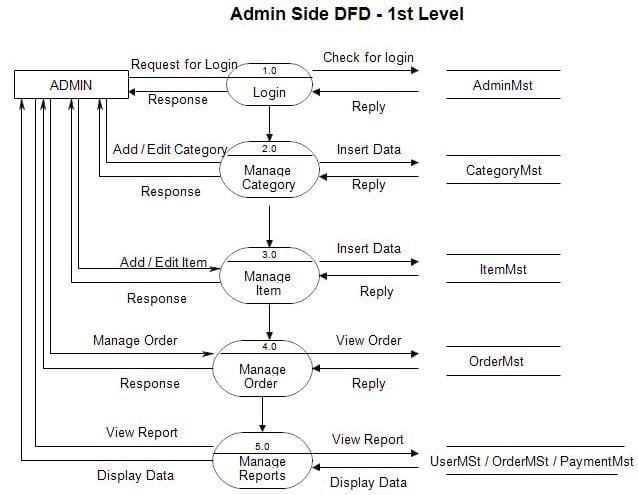 Admin Side DFD - 1st Level
ADMIN
Request for Login
Response
1.0
Login
Check for login
Reply
AdminMst
Add / Edit Category
Response
2.0
Manage
Category
Insert Data
Reply
CategoryMst
Add / Edit Item
Response
3.0
Manage
Item
Insert Data
Reply
ItemMst
Manage Order
Response
4.0
Manage
Order
View Order
Reply
OrderMst
View Report
Display Data
5.0
Manage
Reports
View Report
Display Data
UserMSt / OrderMSt / PaymentMst